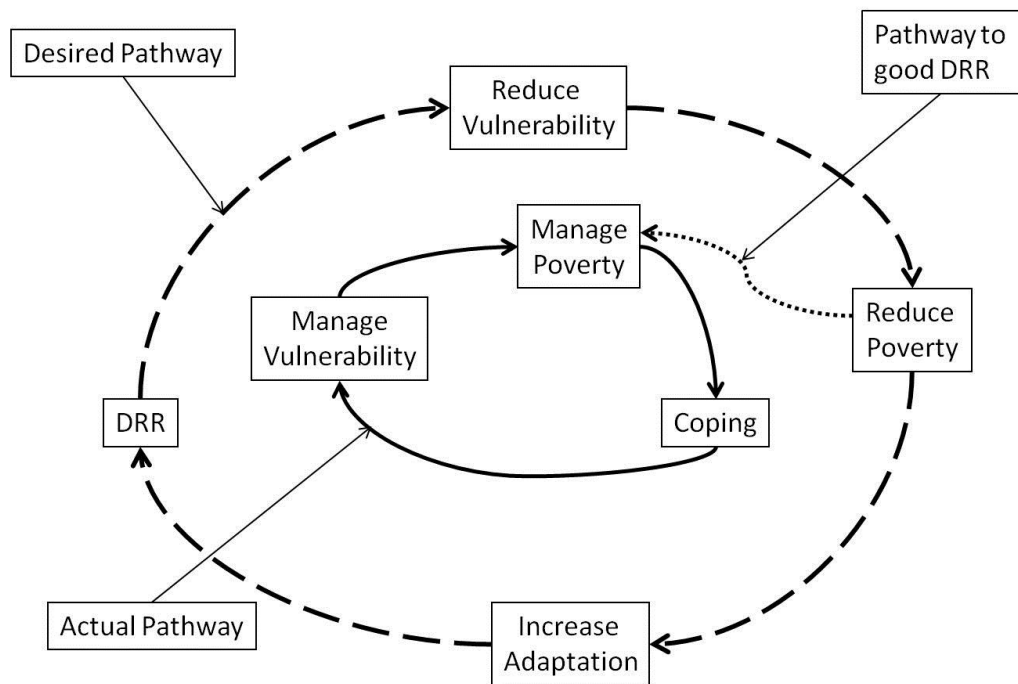 Desired Pathway
Pathway to
good DRR
Reduce
Vulnerability
Manage
Poverty
Manage
Vulnerability
Reduce
Poverty
DRR
Coping
Actual Pathway
Increase
Adaptation